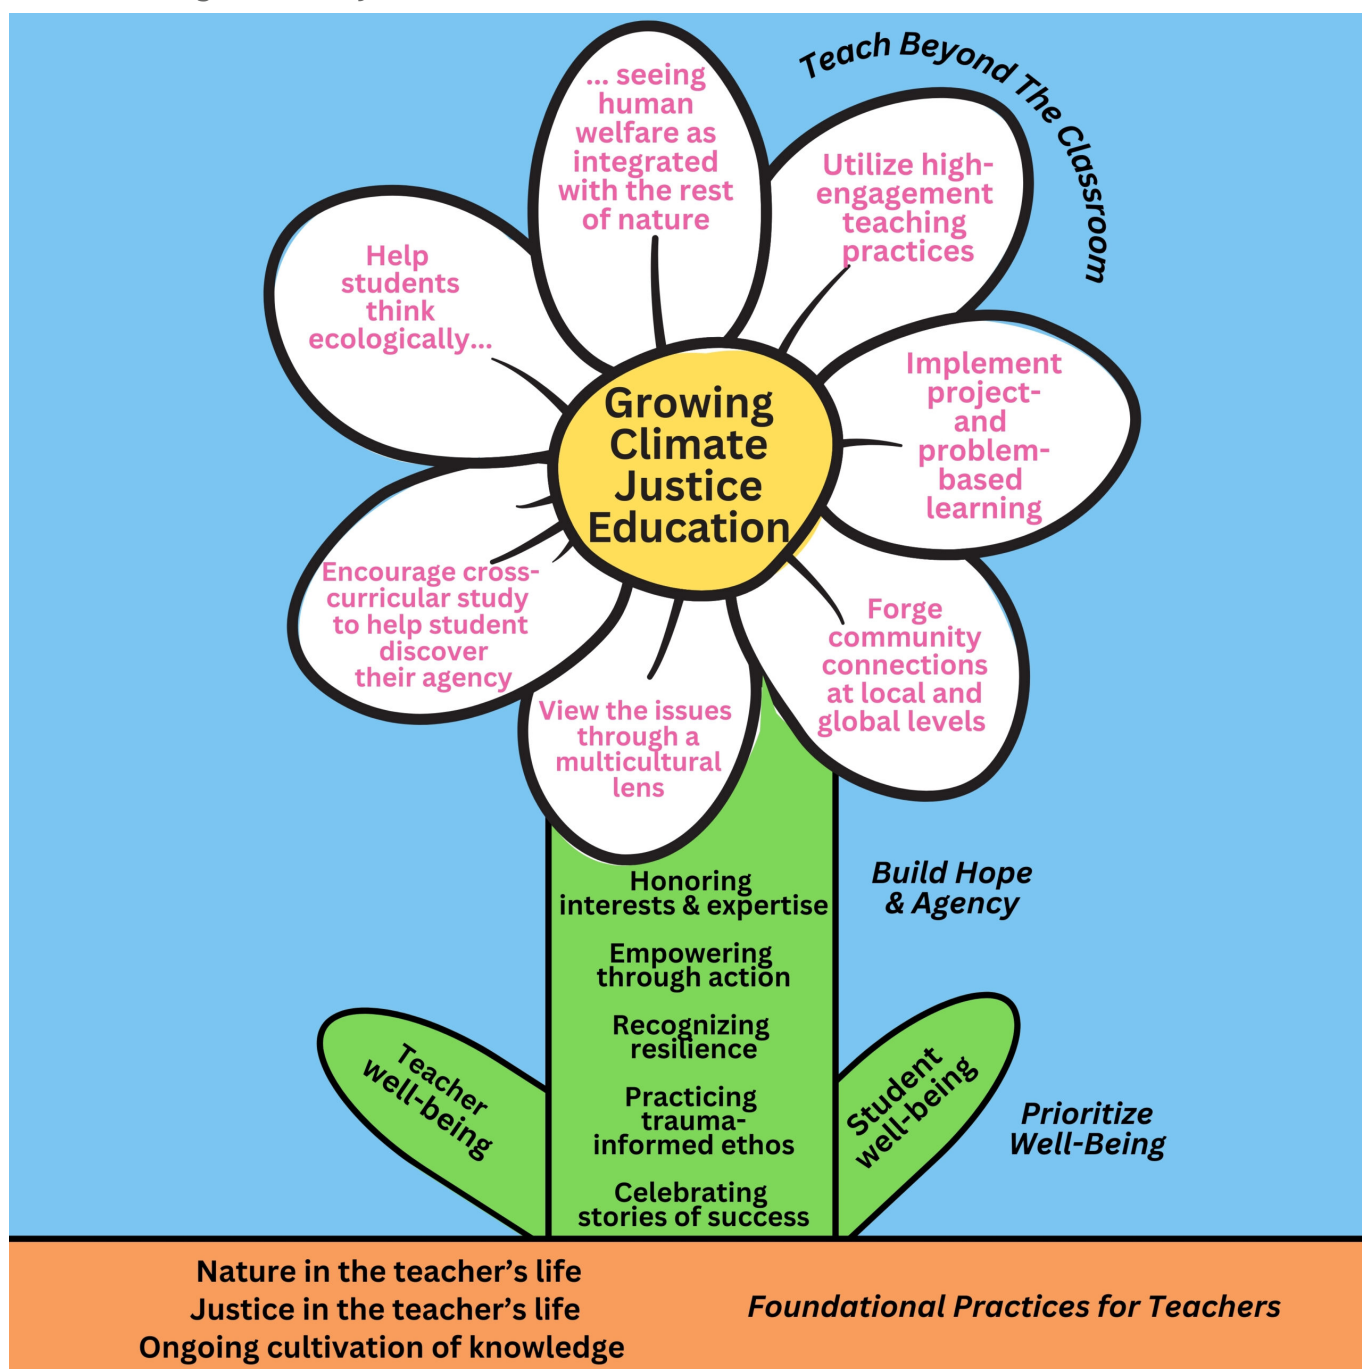 Teach Beyond The Classroom
... seeing
human
welfare as
integrated
with the rest
of nature
Utilize high-
engagement
teaching
practices
Help
students
think
ecologically...
Implement
project-
and
problem-
based
learning
Growing
Climate
Justice
Education
Encourage cross-
curricular study
to help student
discover
their agency
Forge
community
connections
at local and
global levels
View the issues
through a
multicultural
lens
Honoring
interests & expertise
Empowering
through action
Recognizing
resilience
Practicing
trauma-
informed ethos
Celebrating
stories of success
Build Hope
& Agency
Teacher
well-being
Student
well-being
Prioritize
Well-Being
Nature in the teacher’s life
Justice in the teacher’s life
Ongoing cultivation of knowledge
Foundational Practices for Teachers